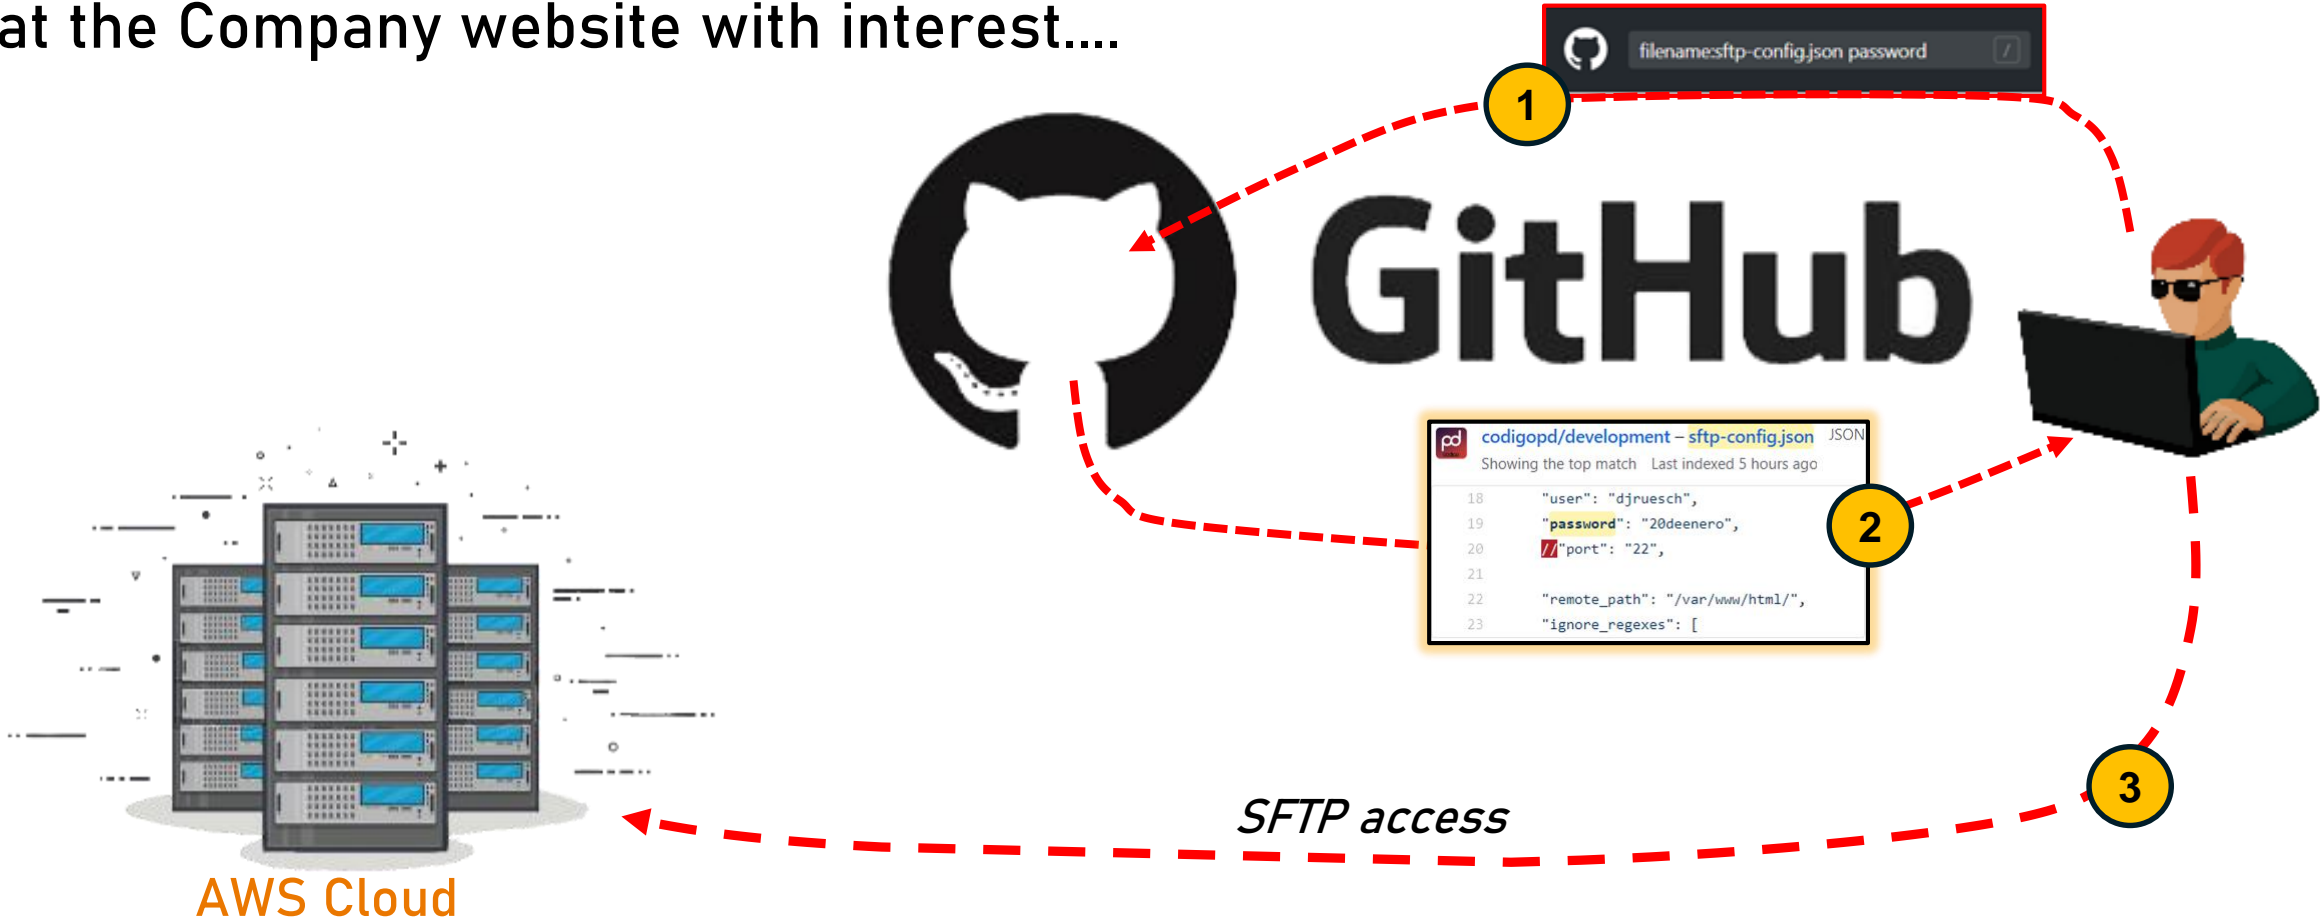 at the Company website with interest....
filename:sftp-config.json password /
1
GitHub
pd codigopd/development – sftp-config.json JSON
Showing the top match Last indexed 5 hours ago
18 "user": "djruesch",
19 "password": "20deenero",
20 //"port": "22",
21
22 "remote_path": "/var/www/html/",
23 "ignore_regexes": [
2
3
SFTP access
AWS Cloud